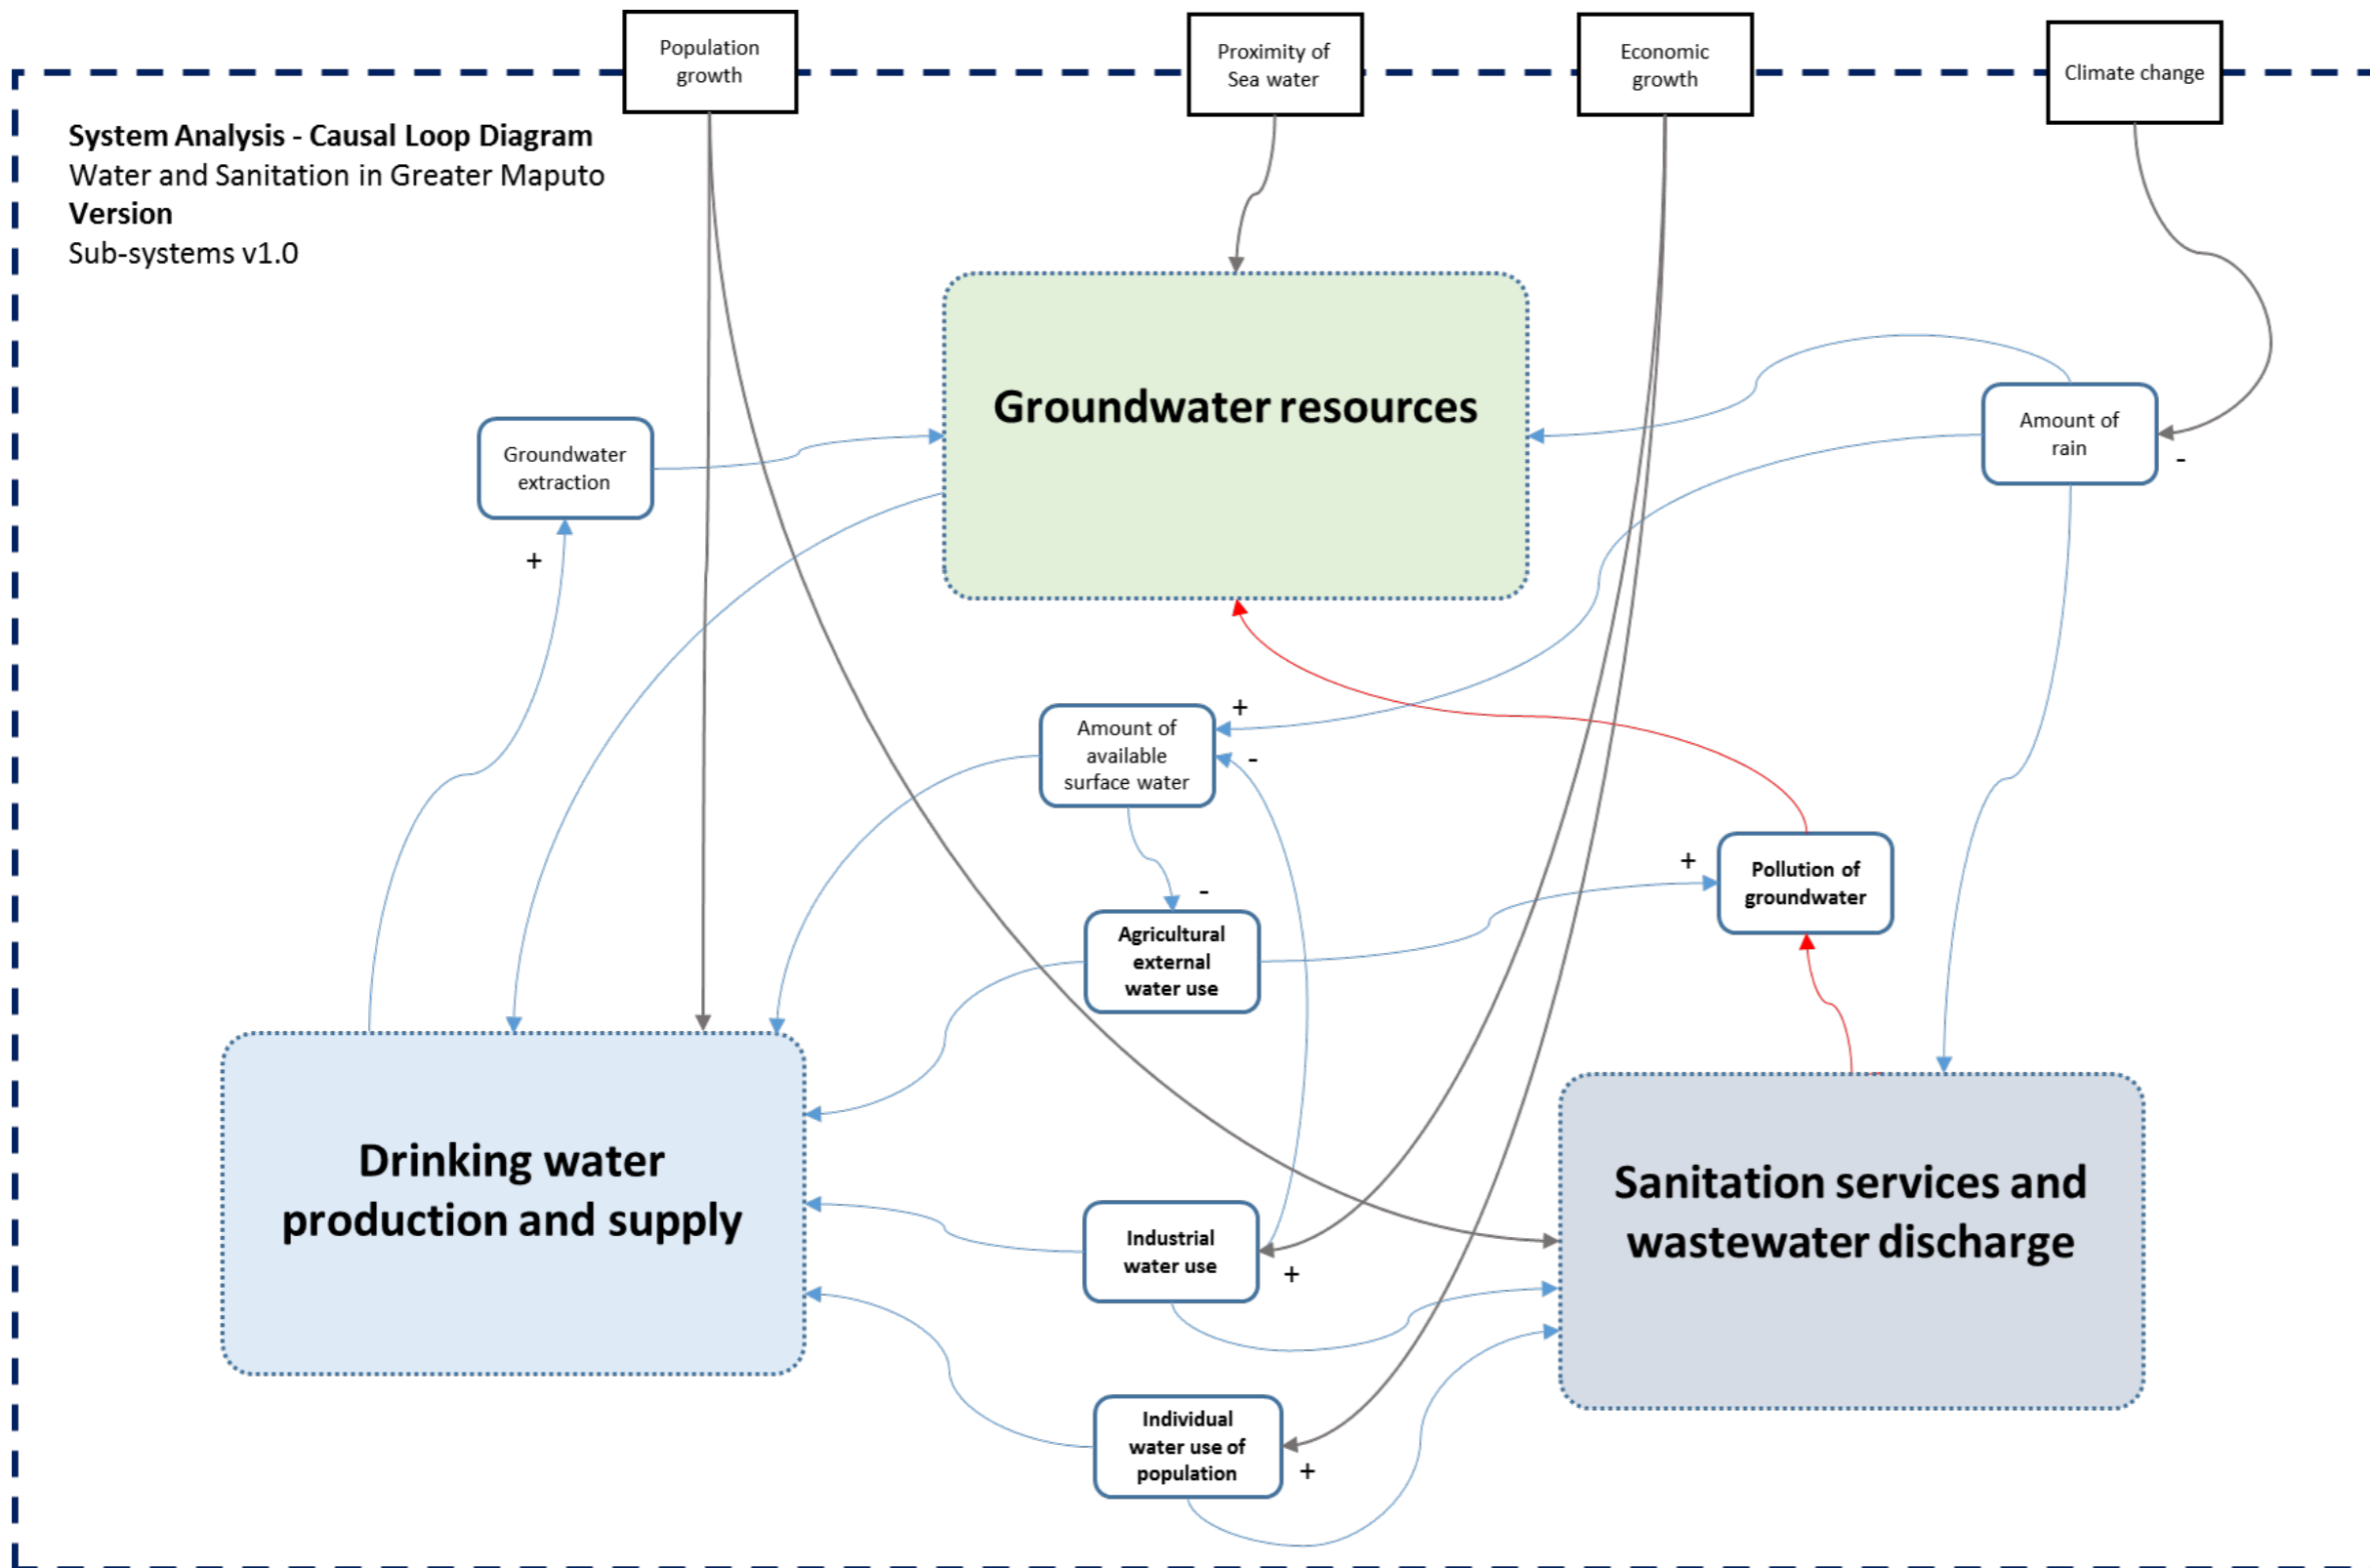 Population
growth
Proximity of
Sea water
Economic
growth
Climate change
System Analysis - Causal Loop Diagram
Water and Sanitation in Greater Maputo
Version
Sub-systems v1.0
Groundwater resources
Amount of
rain
-
Groundwater
extraction
+
Amount of
available
surface water
+
-
-
Agricultural
external
water use
+
Pollution of
groundwater
Drinking water
production and supply
Sanitation services and
wastewater discharge
Industrial
water use
+
Individual
water use of
population
+